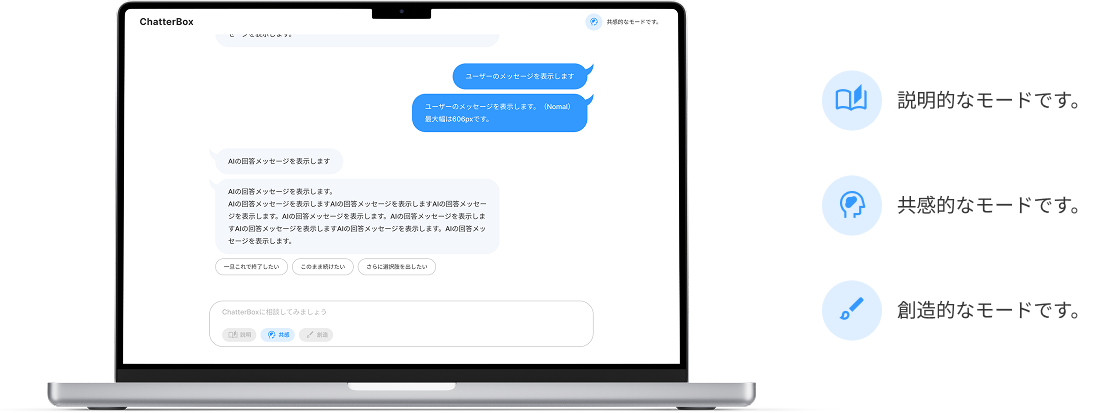 ChatterBox
共感的なモードです。
セージを表示します。
ユーザーのメッセージを表示します
ユーザーのメッセージを表示します。（Nomal）
最大幅は606pxです。
AIの回答メッセージを表示します
AIの回答メッセージを表示します。
AIの回答メッセージを表示しますAIの回答メッセージを表示しますAIの回答メッセー
ジを表示します。AIの回答メッセージを表示します。AIの回答メッセージを表示しま
すAIの回答メッセージを表示しますAIの回答メッセージを表示します。AIの回答メッ
セージを表示します。
一旦これで終了したい
このまま続けたい
さらに選択肢を出したい
ChatterBoxに相談してみましょう
説明
共感
創造
説明的なモードです。
共感的なモードです。
創造的なモードです。